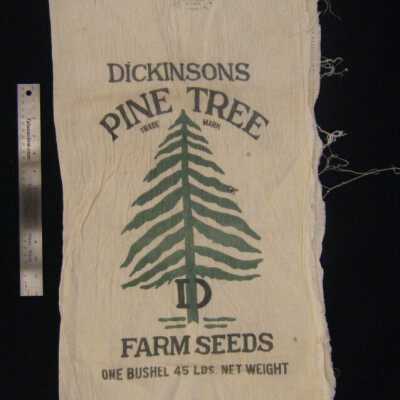 DICKINSONS
PINE TREE
TRADE MARK
D
FARM SEEDS
ONE BUSHEL 45 LBS. NET WEIGHT